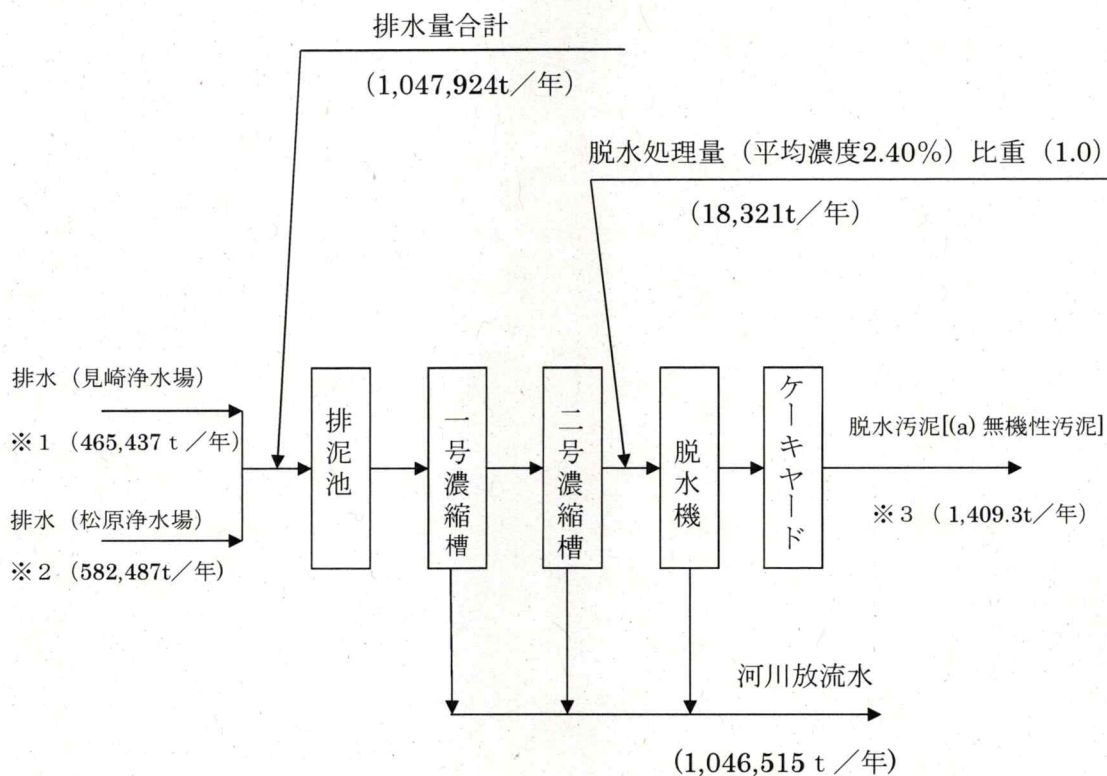 排水量合計
(1,047,924t／年)
脱水処理量（平均濃度2.40%）比重（1.0）
(18,321t／年)
排水（見崎浄水場）
※１（465,437 ｔ／年)
排水（松原浄水場）
※２（582,487t／年)
排泥池
一号濃縮槽
二号濃縮槽
脱水機
ケーキヤード
脱水汚泥[(a) 無機性汚泥]
※３（ 1,409.3t／年）
河川放流水
(1,046,515 ｔ／年)